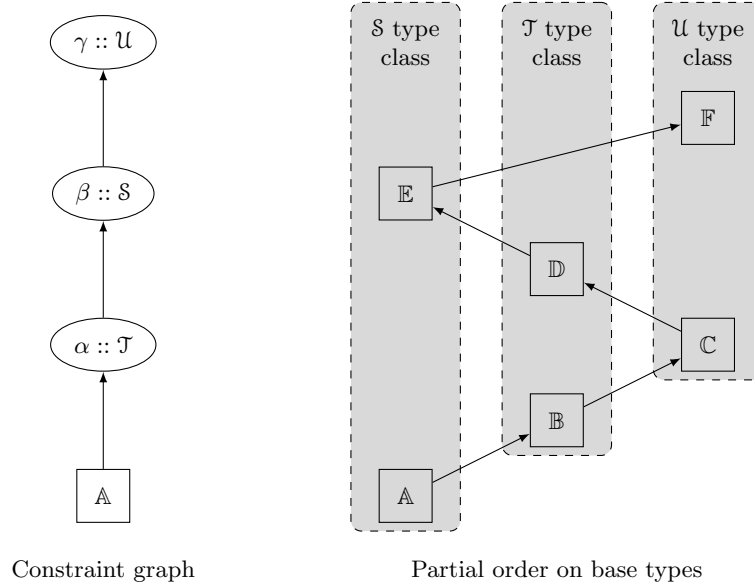 γ :: 𝒰
β :: 𝒮
α :: 𝒯
𝔸
Constraint graph
𝒮 type
class
𝒯 type
class
𝒰 type
class
𝔽
𝔼
𝔻
ℂ
𝔹
𝔸
Partial order on base types